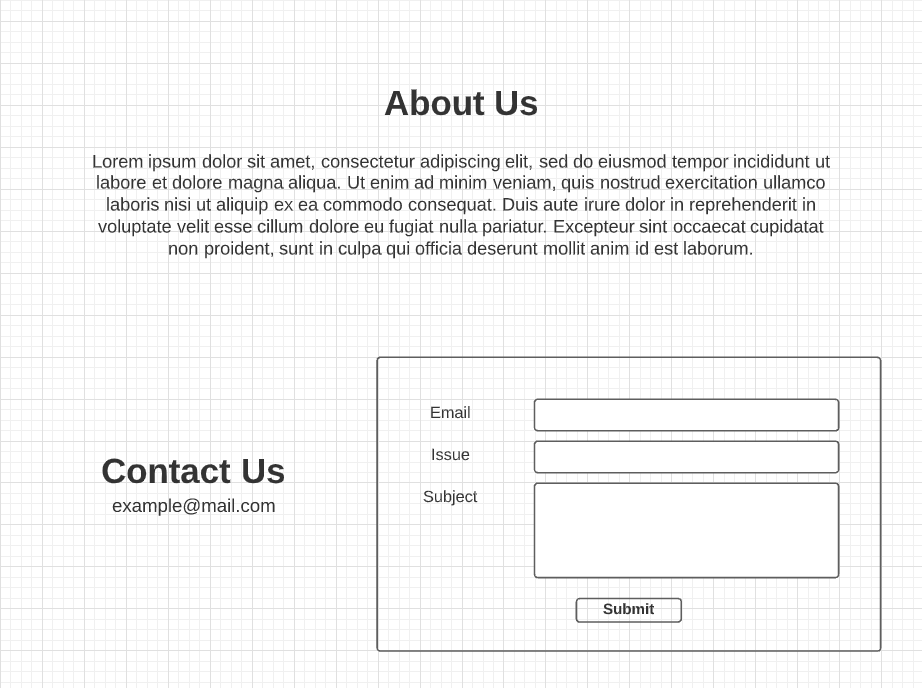 About Us
Lorem ipsum dolor sit amet, consectetur adipiscing elit, sed do eiusmod tempor incididunt ut
labore et dolore magna aliqua. Ut enim ad minim veniam, quis nostrud exercitation ullamco
laboris nisi ut aliquip ex ea commodo consequat. Duis aute irure dolor in reprehenderit in
voluptate velit esse cillum dolore eu fugiat nulla pariatur. Excepteur sint occaecat cupidatat
non proident, sunt in culpa qui officia deserunt mollit anim id est laborum.
Contact Us
example@mail.com
Email
Issue
Subject
Submit